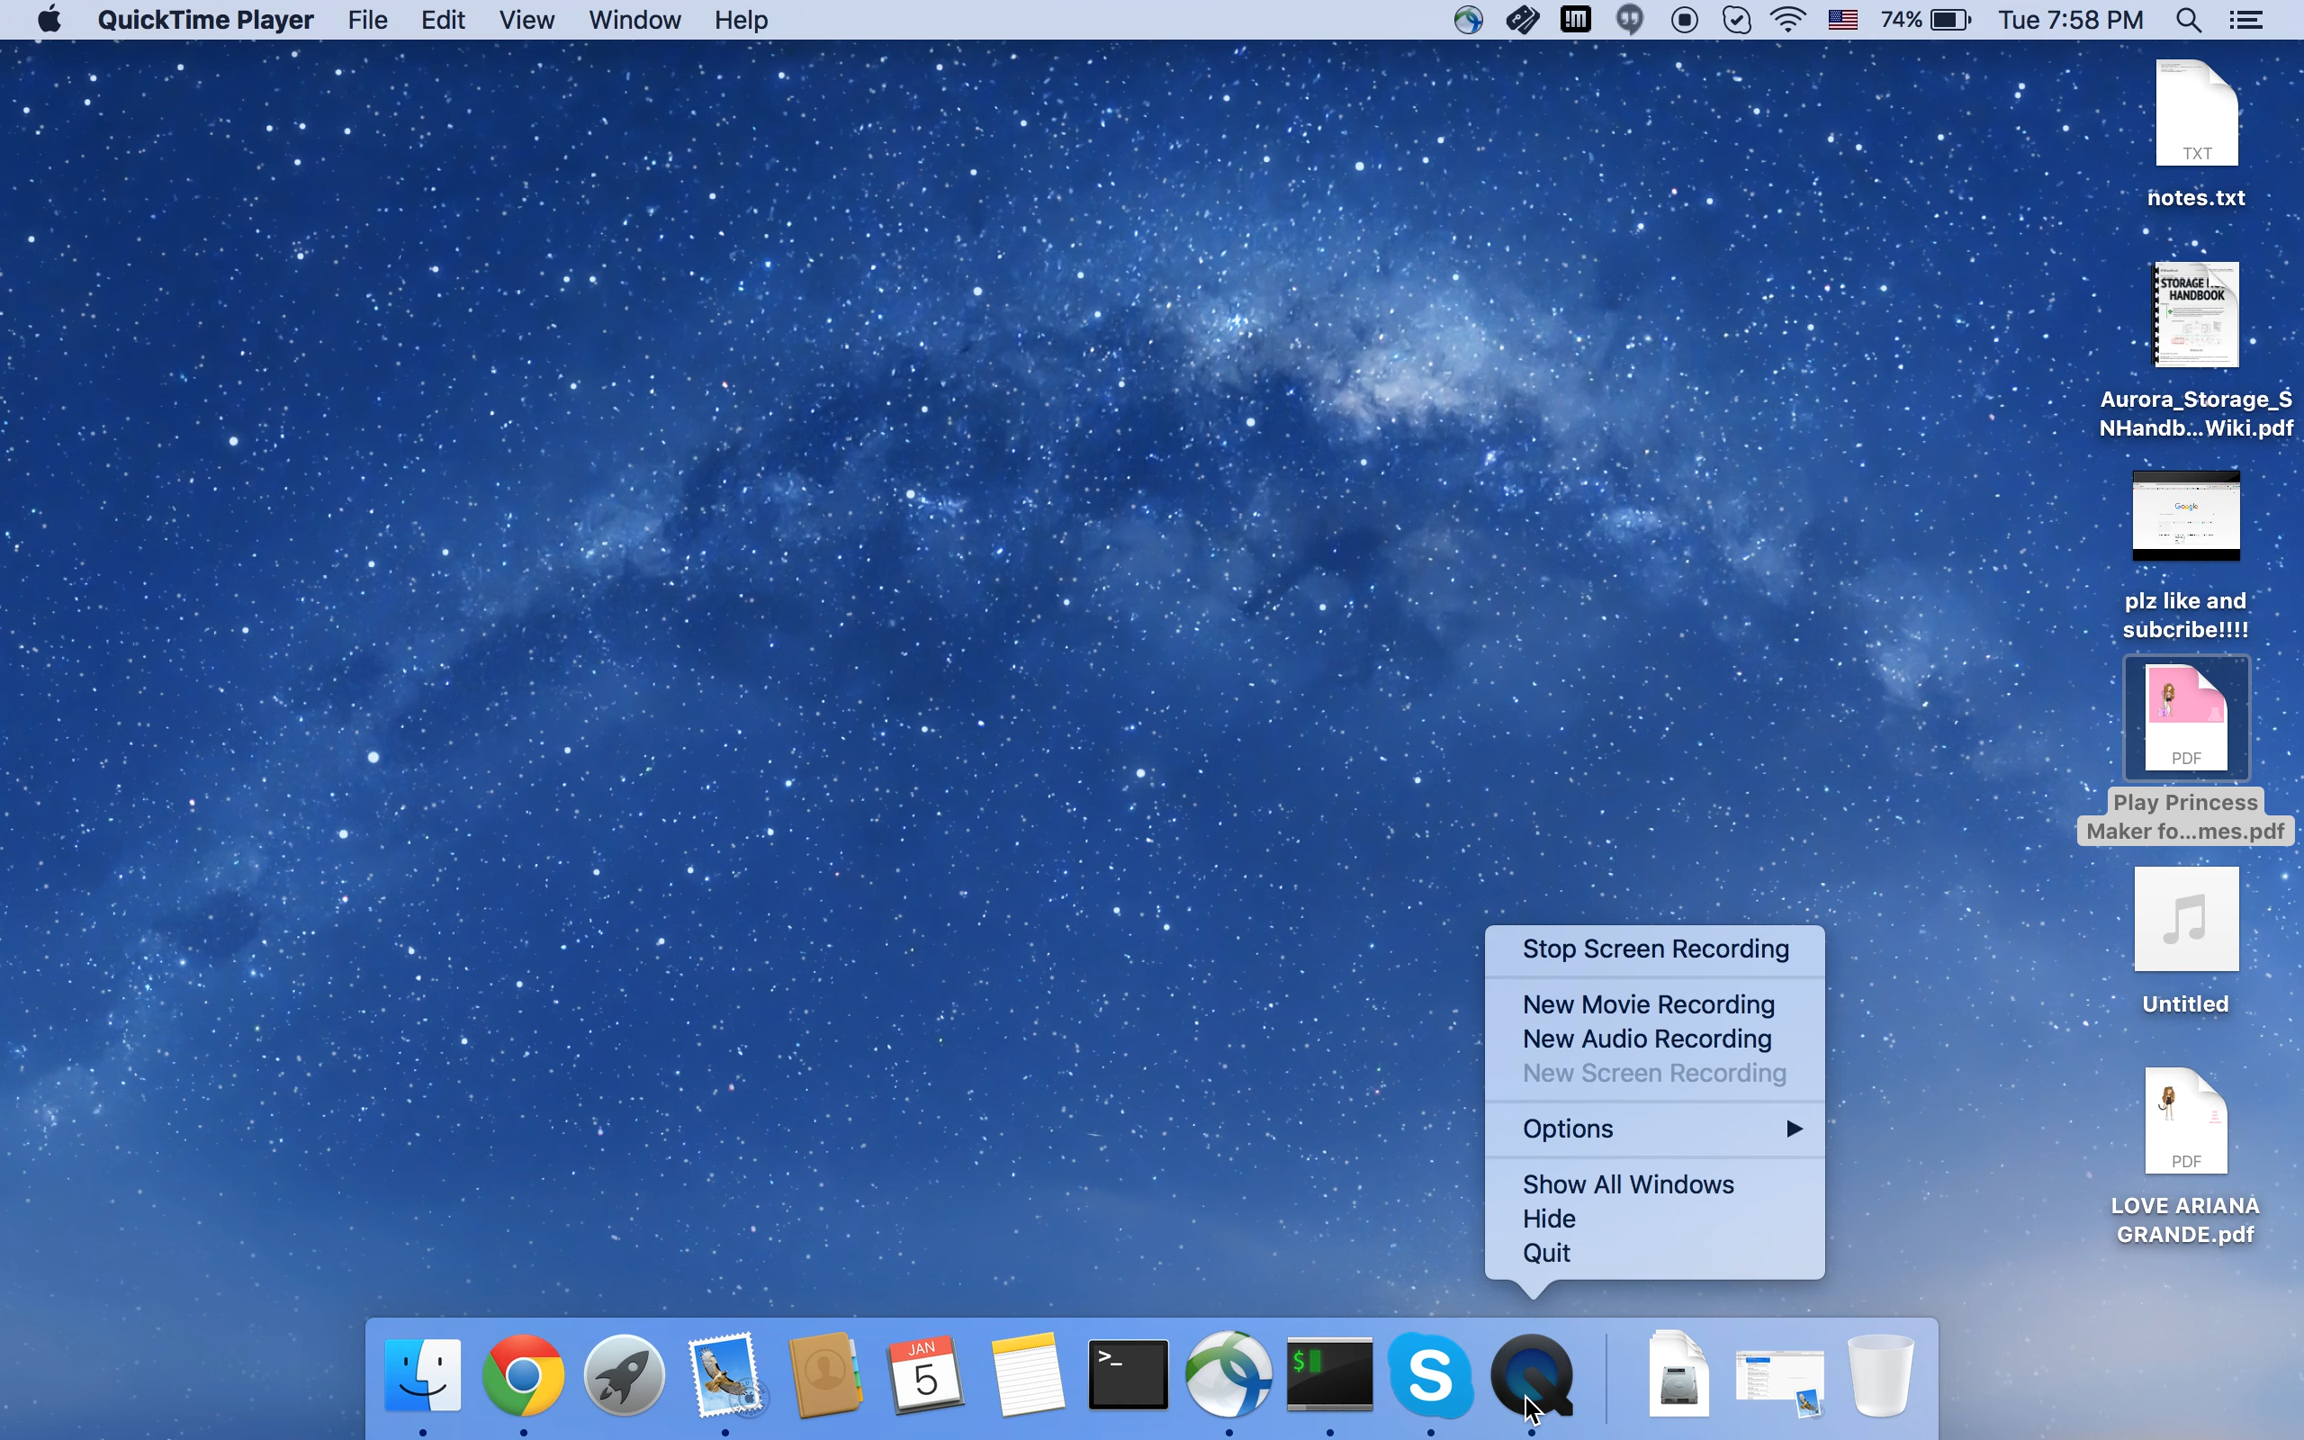 QuickTime Player File Edit View Window Help 74% Tue 7:58 PM
TXT
notes.txt
STORAGE
HANDBOOK
Aurora_Storage_S
NHandb...Wiki.pdf
Google
plz like and
subcribe!!!!
PDF
Play Princess
Maker fo...mes.pdf
Untitled
PDF
LOVE ARIANA
GRANDE.pdf
Stop Screen Recording
New Movie Recording
New Audio Recording
New Screen Recording
Options
Show All Windows
Hide
Quit
JAN
5
>_
$
S